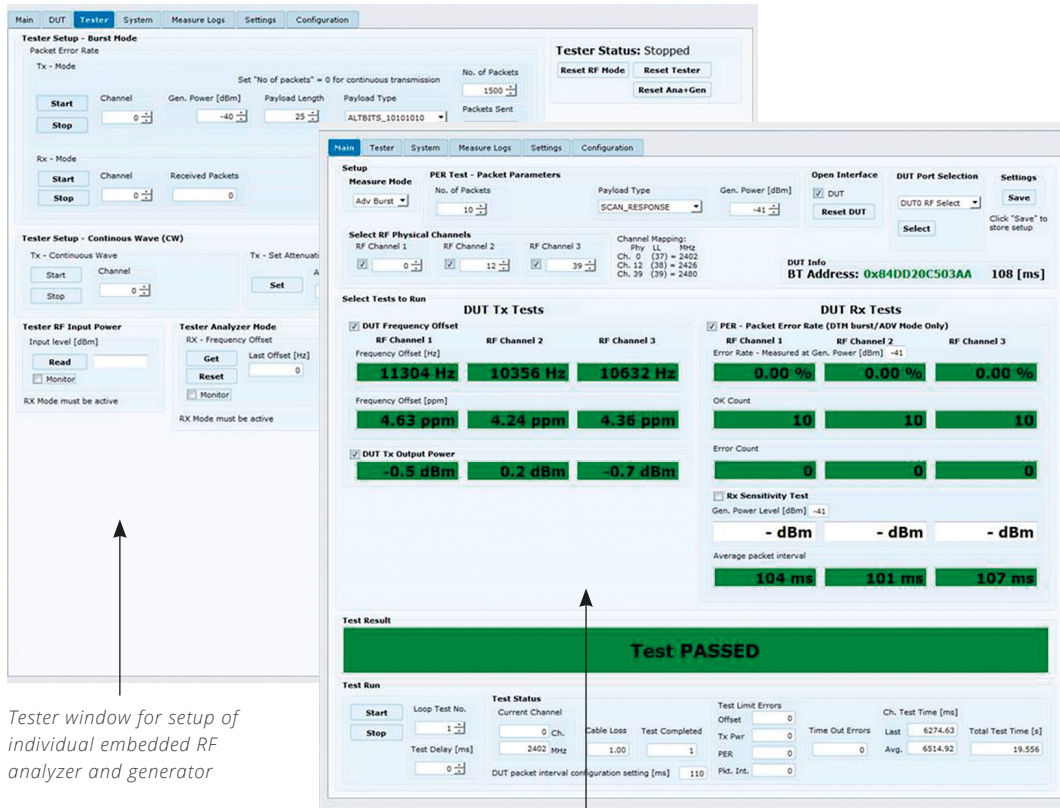 Main DUT Tester System Measure Logs Settings Configuration
Tester Setup - Burst Mode
Packet Error Rate
Tx - Mode
Set "No of packets" = 0 for continuous transmission
No. of Packets
1500
Start
Channel
Gen. Power [dBm]
Payload Length
Payload Type
Packets Sent
Stop
0
-40
25
ALTBITS_10101010
Rx - Mode
Start
Channel
Received Packets
Stop
0
0
Tester Status: Stopped
Reset RF Mode
Reset Tester
Reset Ana+Gen
Tester Setup - Continous Wave (CW)
Tx - Continuous Wave
Start
Channel
Stop
0
Tx - Set Attenuati
Set
Tester RF Input Power
Input level [dBm]
Read
Monitor
RX Mode must be active
Tester Analyzer Mode
RX - Frequency Offset
Get
Last Offset [Hz]
Reset
0
Monitor
RX Mode must be active
Tester window for setup of
individual embedded RF
analyzer and generator
Main Tester System Measure Logs Settings Configuration
Setup
Measure Mode
Adv Burst
PER Test - Packet Parameters
No. of Packets
10
Payload Type
SCAN_RESPONSE
Gen. Power [dBm]
-41
Open Interface
DUT
Reset DUT
DUT Port Selection
DUT0 RF Select
Select
Settings
Save
Click "Save" to
store setup
Select RF Physical Channels
RF Channel 1 RF Channel 2 RF Channel 3
0 12 39
Channel Mapping:
Phy LL MHz
Ch. 0 (37) = 2402
Ch. 12 (38) = 2426
Ch. 39 (39) = 2480
DUT Info
BT Address: 0x84DD20C503AA 108 [ms]
Select Tests to Run
DUT Tx Tests
DUT Frequency Offset
RF Channel 1 RF Channel 2 RF Channel 3
Frequency Offset [Hz]
11304 Hz 10356 Hz 10632 Hz
Frequency Offset [ppm]
4.63 ppm 4.24 ppm 4.36 ppm
DUT Tx Output Power
-0.5 dBm 0.2 dBm -0.7 dBm
DUT Rx Tests
PER - Packet Error Rate (DTM burst/ADV Mode Only)
RF Channel 1 RF Channel 2 RF Channel 3
Error Rate - Measured at Gen. Power [dBm] -41
0.00 % 0.00 % 0.00 %
OK Count
10 10 10
Error Count
0 0 0
Rx Sensitivity Test
Gen. Power Level [dBm] -41
- dBm - dBm - dBm
Average packet interval
104 ms 101 ms 107 ms
Test Result
Test PASSED
Test Run
Start
Stop
Loop Test No.
1
Test Delay [ms]
0
Test Status
Current Channel
0 Ch.
2402 MHz
Cable Loss
1.00
Test Completed
1
DUT packet interval configuration setting [ms] 110
Test Limit Errors
Offset 0
Tx Pwr 0
PER 0
Pkt. Int. 0
Time Out Errors
0
Ch. Test Time [ms]
Last 6274.63
Avg. 6514.92
Total Test Time [s]
19.556